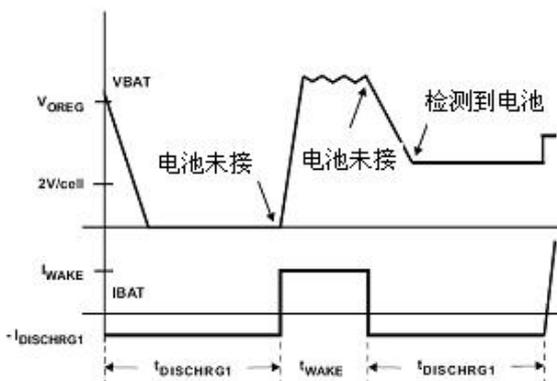 VBAT
VOREG
检测到电池
电池未接
电池未接
2V/cell
IWAKE
IBAT
- IDISCHRG1
tDISCHRG1
tWAKE
tDISCHRG1